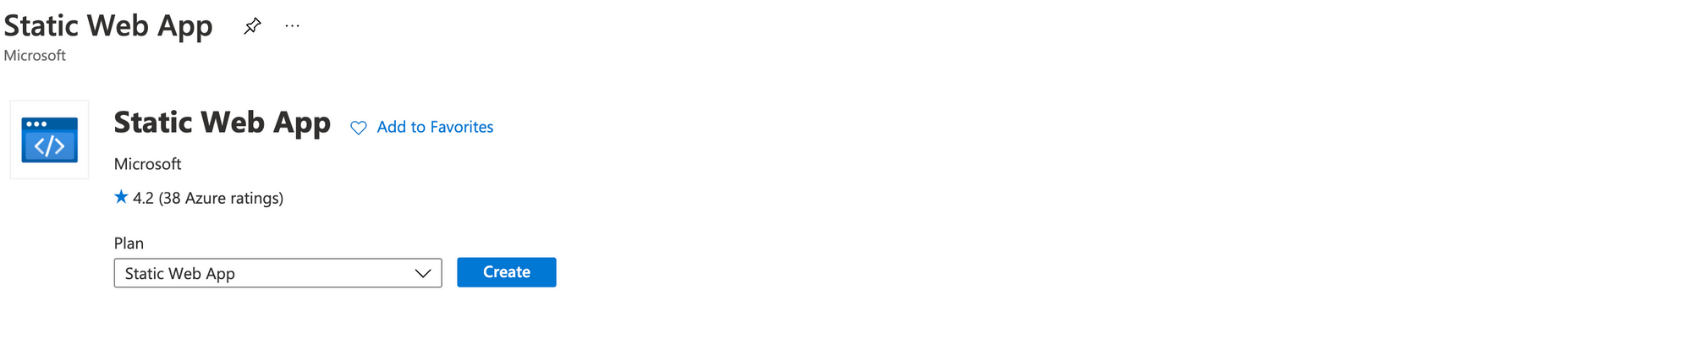 Static Web App ...
Microsoft
</>
Static Web App Add to Favorites
Microsoft
4.2 (38 Azure ratings)
Plan
Static Web App Create